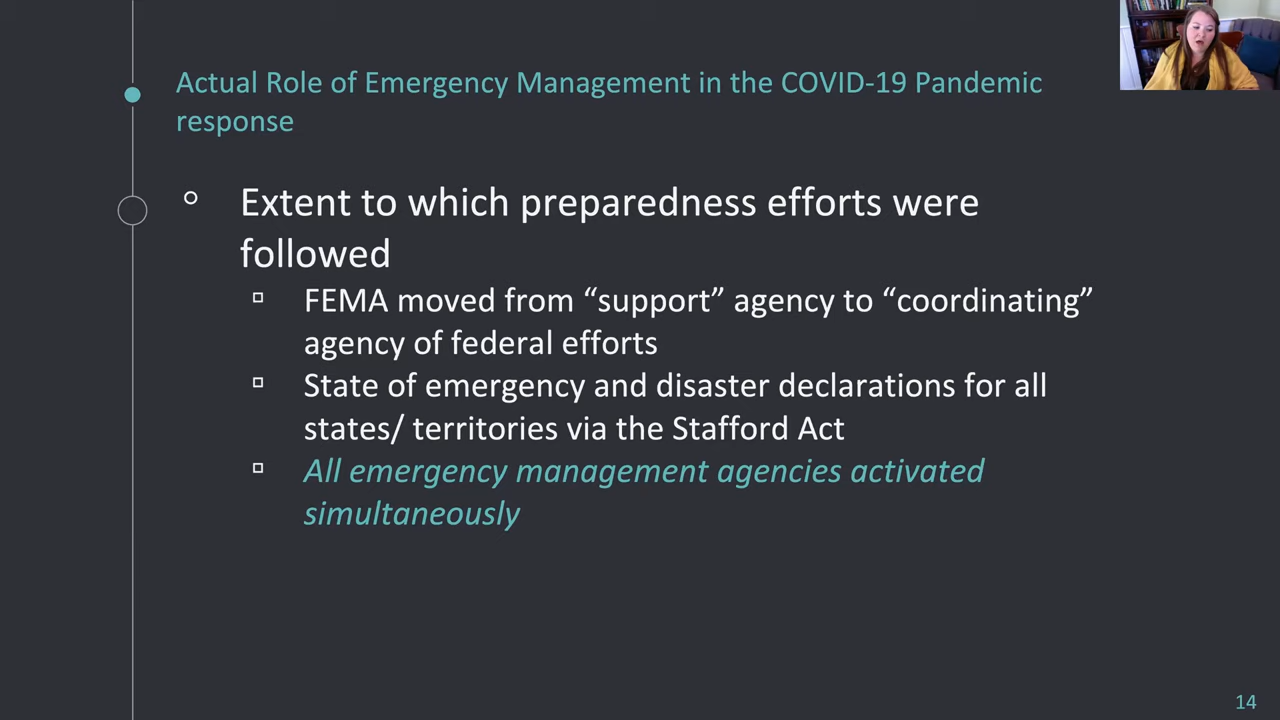 Actual Role of Emergency Management in the COVID-19 Pandemic
response
Extent to which preparedness efforts were
followed
FEMA moved from “support” agency to “coordinating”
agency of federal efforts
State of emergency and disaster declarations for all
states/ territories via the Stafford Act
All emergency management agencies activated
simultaneously
14